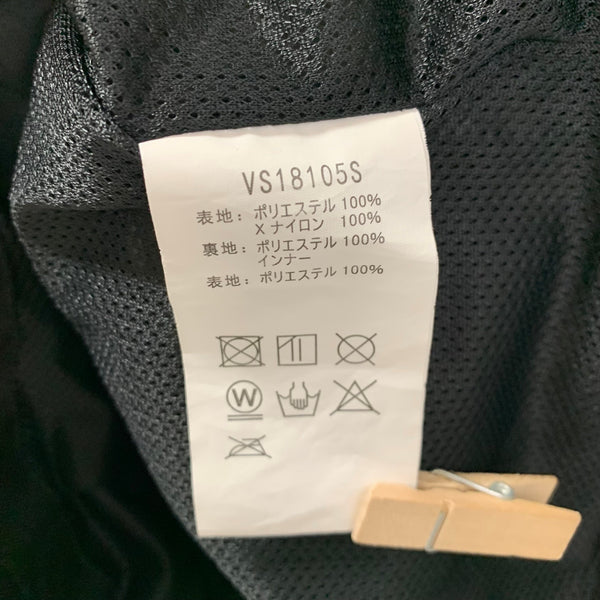 VS18105S
表地：ポリエステル 100%
X ナイロン 100%
裏地：ポリエステル 100%
インナー
表地：ポリエステル 100%
W